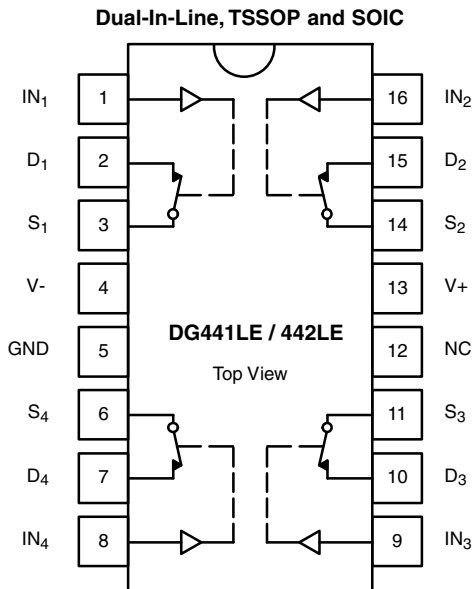 Dual-In-Line, TSSOP and SOIC
IN1 1 16 IN2
D1 2 15 D2
S1 3 14 S2
V- 4 13 V+
GND 5 DG441LE / 442LE 12 NC
Top View
S4 6 11 S3
D4 7 10 D3
IN4 8 9 IN3